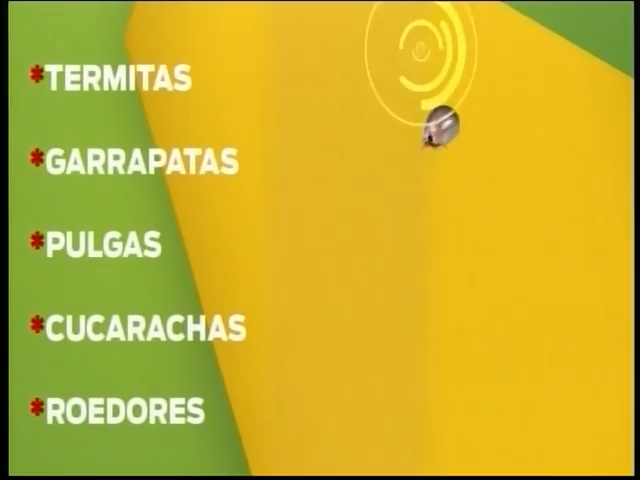 *TERMITAS
*GARRAPATAS
*PULGAS
*CUCARACHAS
*ROEDORES